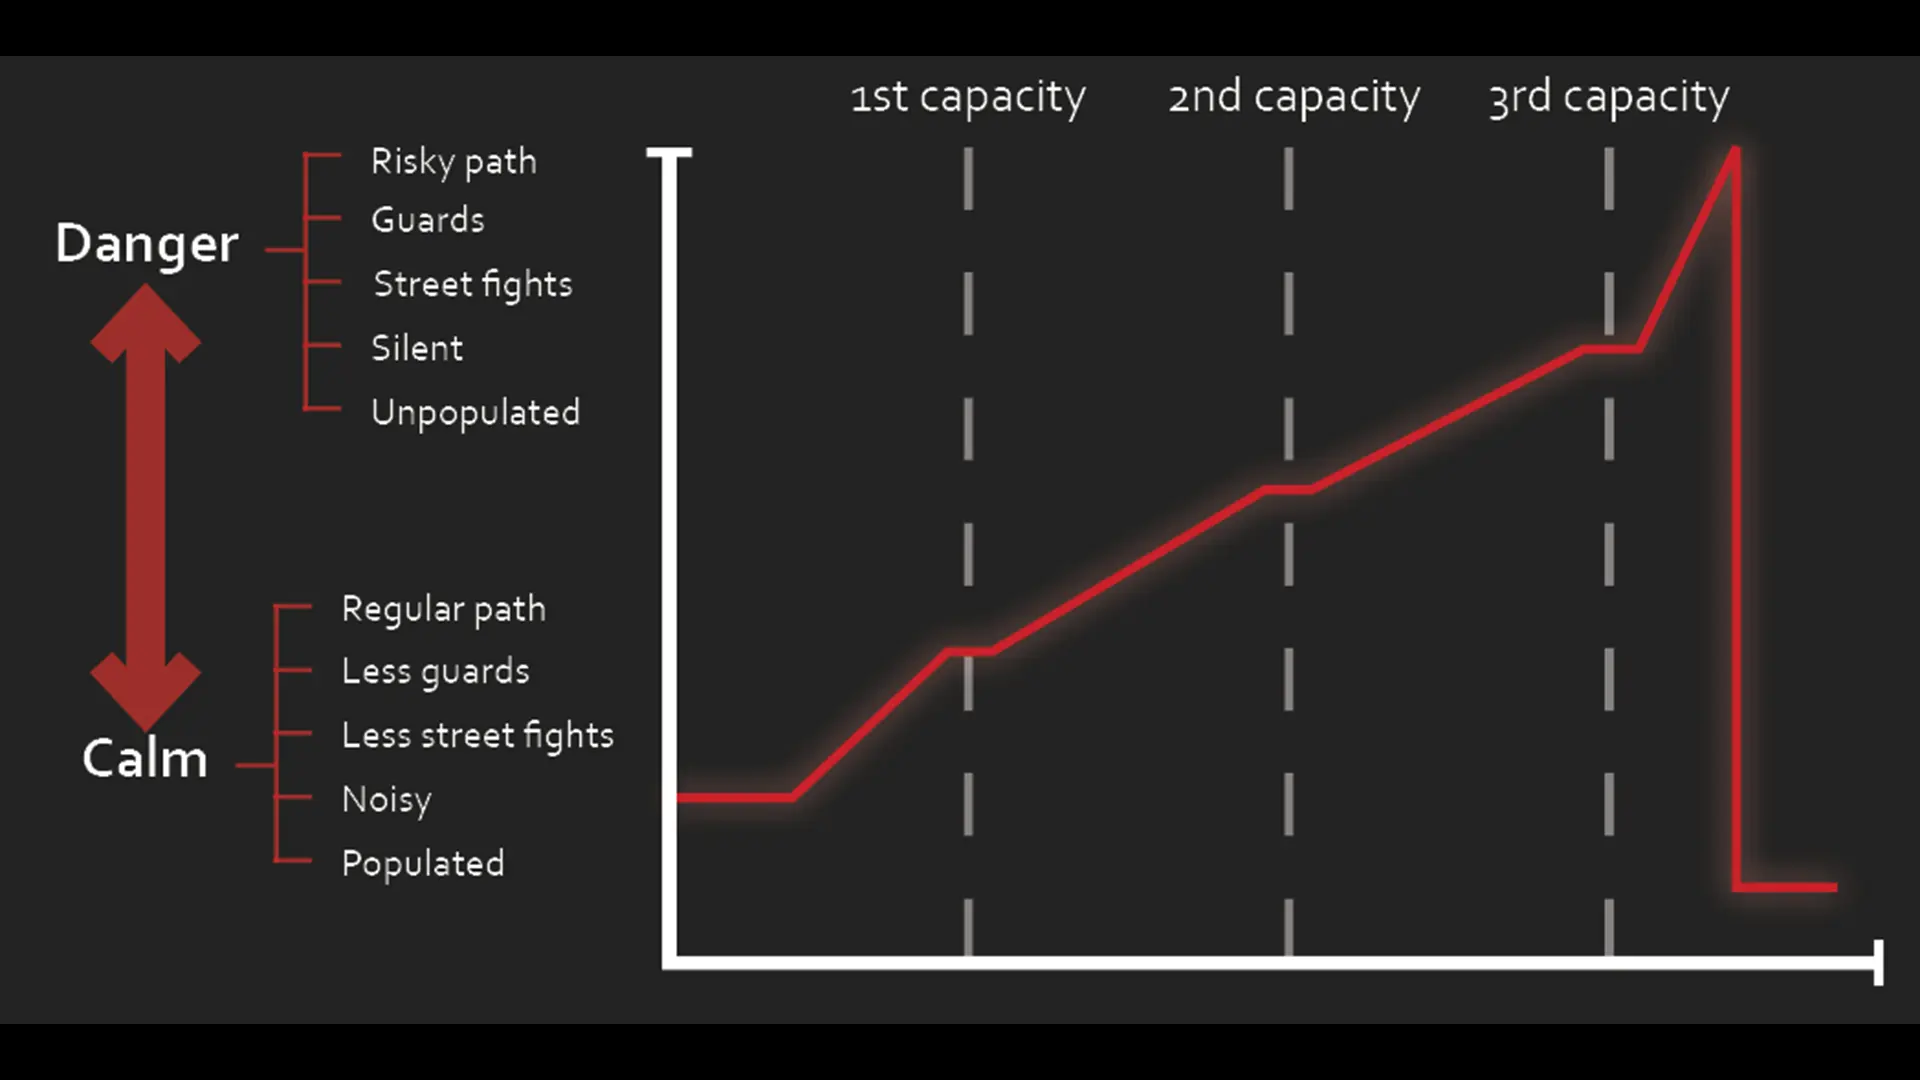 1st capacity
2nd capacity
3rd capacity
Danger
Risky path
Guards
Street fights
Silent
Unpopulated
Calm
Regular path
Less guards
Less street fights
Noisy
Populated